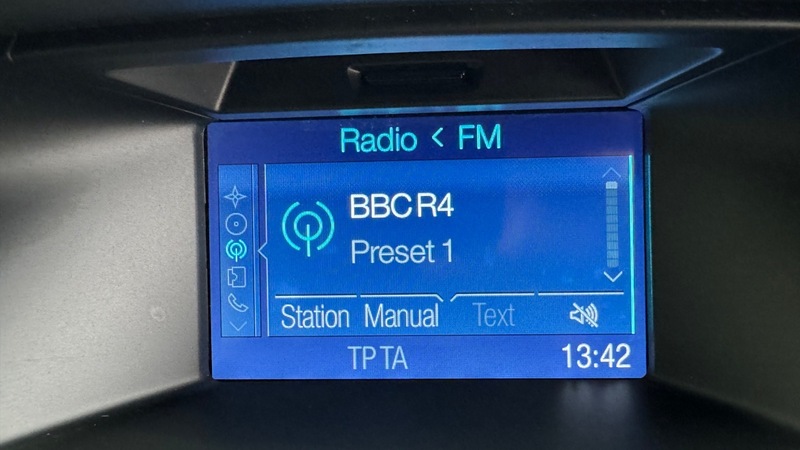 Radio < FM
BBC R4
Preset 1
Station Manual Text
TP TA 13:42